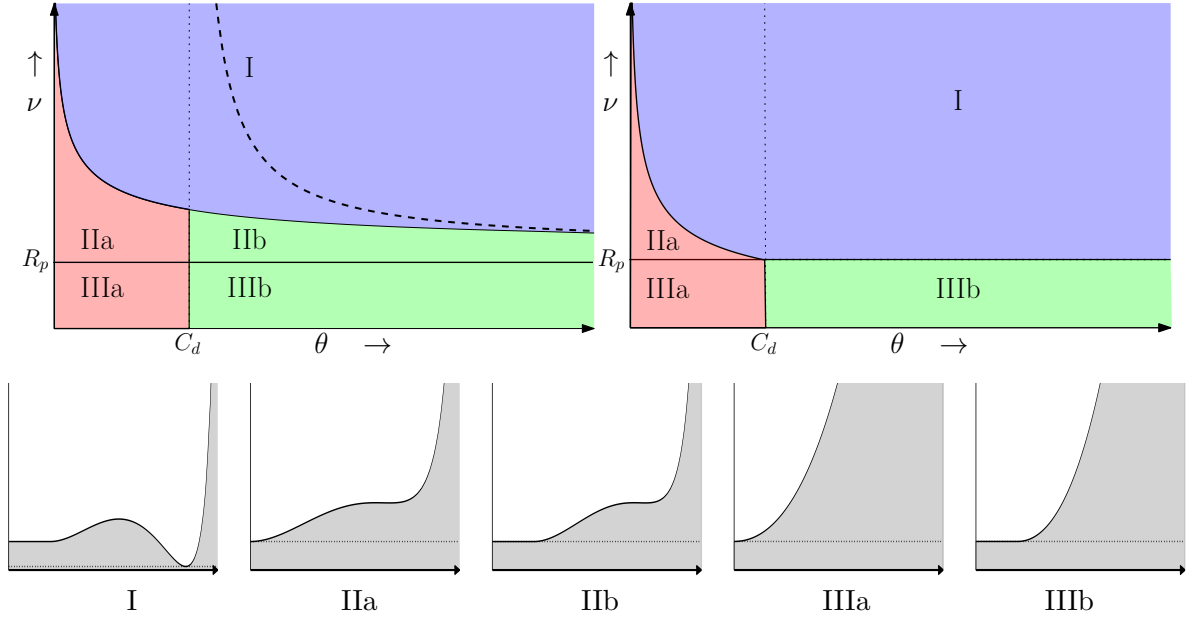 ↑
ν
I
IIa
IIb
R_p
IIIa
IIIb
C_d
θ →
↑
ν
I
IIa
R_p
IIIa
IIIb
C_d
θ →
I
IIa
IIb
IIIa
IIIb